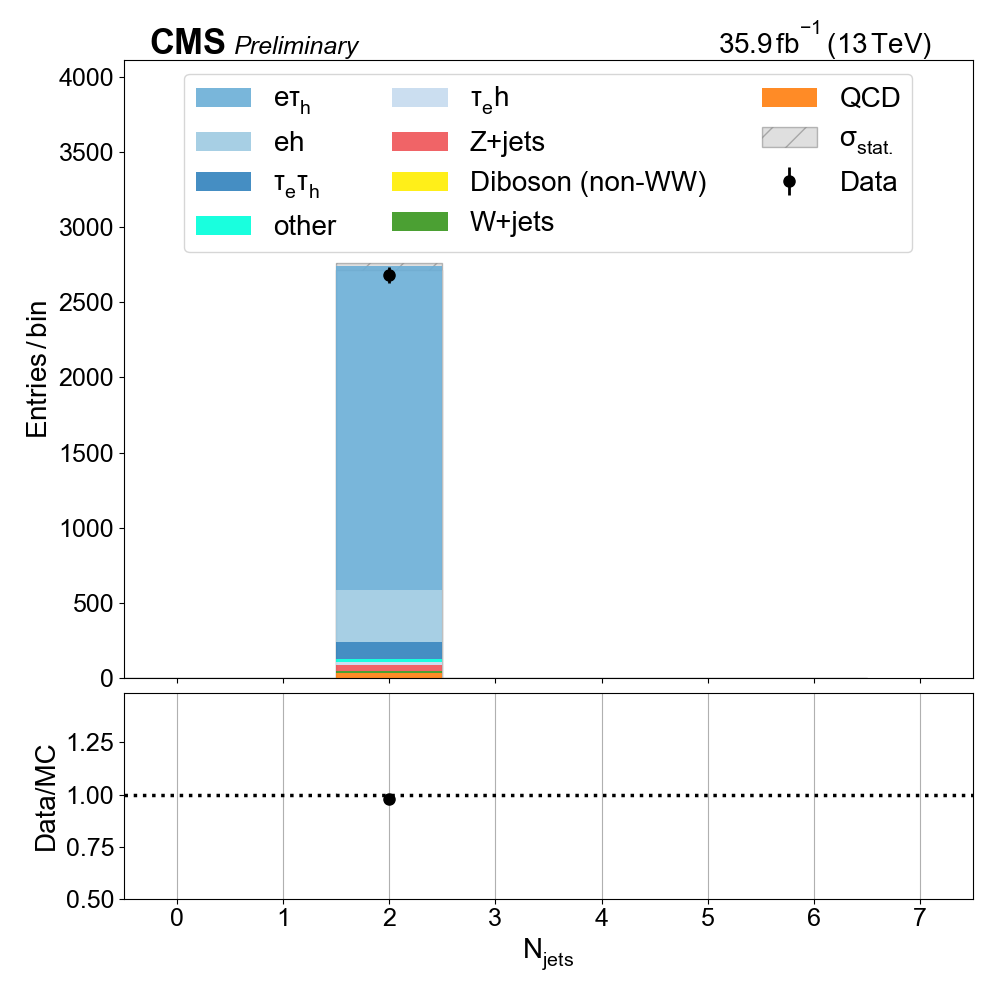 CMS Preliminary
35.9 fb⁻¹ (13 TeV)
eτh
eh
τeτh
other
τeh
Z+jets
Diboson (non-WW)
W+jets
QCD
σstat.
Data
Entries / bin
4000
3500
3000
2500
2000
1500
1000
500
0
Data/MC
1.25
1.00
0.75
0.50
0 1 2 3 4 5 6 7
Njets